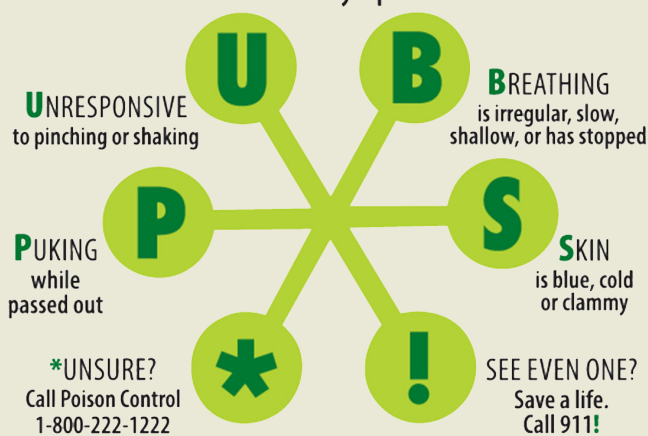 U
B
UNRESPONSIVE
to pinching or shaking
BREATHING
is irregular, slow,
shallow, or has stopped
P
S
PUKING
while
passed out
SKIN
is blue, cold
or clammy
*
!
*UNSURE?
Call Poison Control
1-800-222-1222
SEE EVEN ONE?
Save a life.
Call 911!